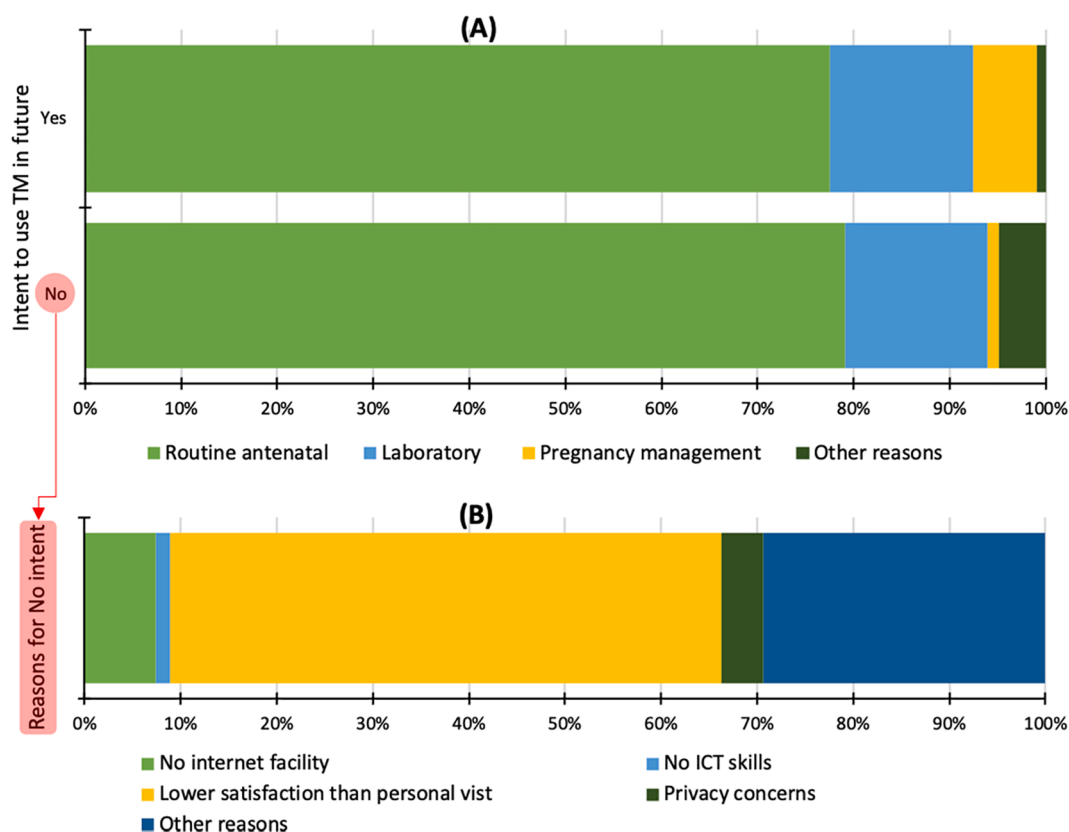 (A)
Intent to use TM in future
Yes
No
0% 10% 20% 30% 40% 50% 60% 70% 80% 90% 100%
Routine antenatal Laboratory Pregnancy management Other reasons
(B)
Reasons for No intent
0% 10% 20% 30% 40% 50% 60% 70% 80% 90% 100%
No internet facility No ICT skills
Lower satisfaction than personal vist Privacy concerns
Other reasons